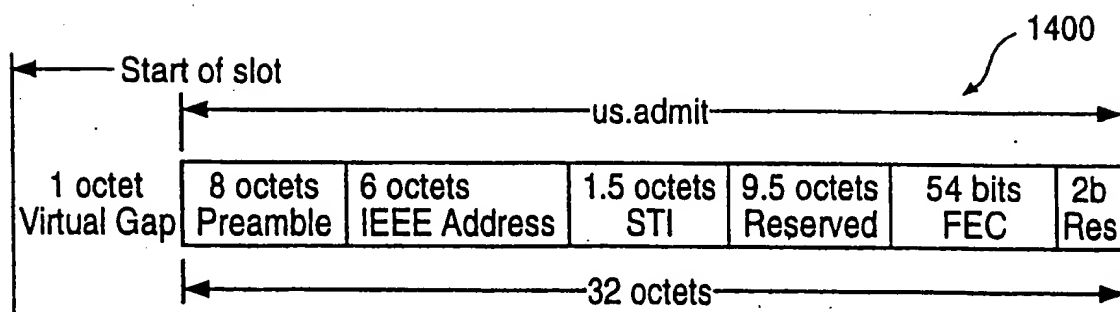 1400
Start of slot
us.admit
1 octet
Virtual Gap
8 octets
Preamble
6 octets
IEEE Address
1.5 octets
STI
9.5 octets
Reserved
54 bits
FEC
2b
Res
32 octets